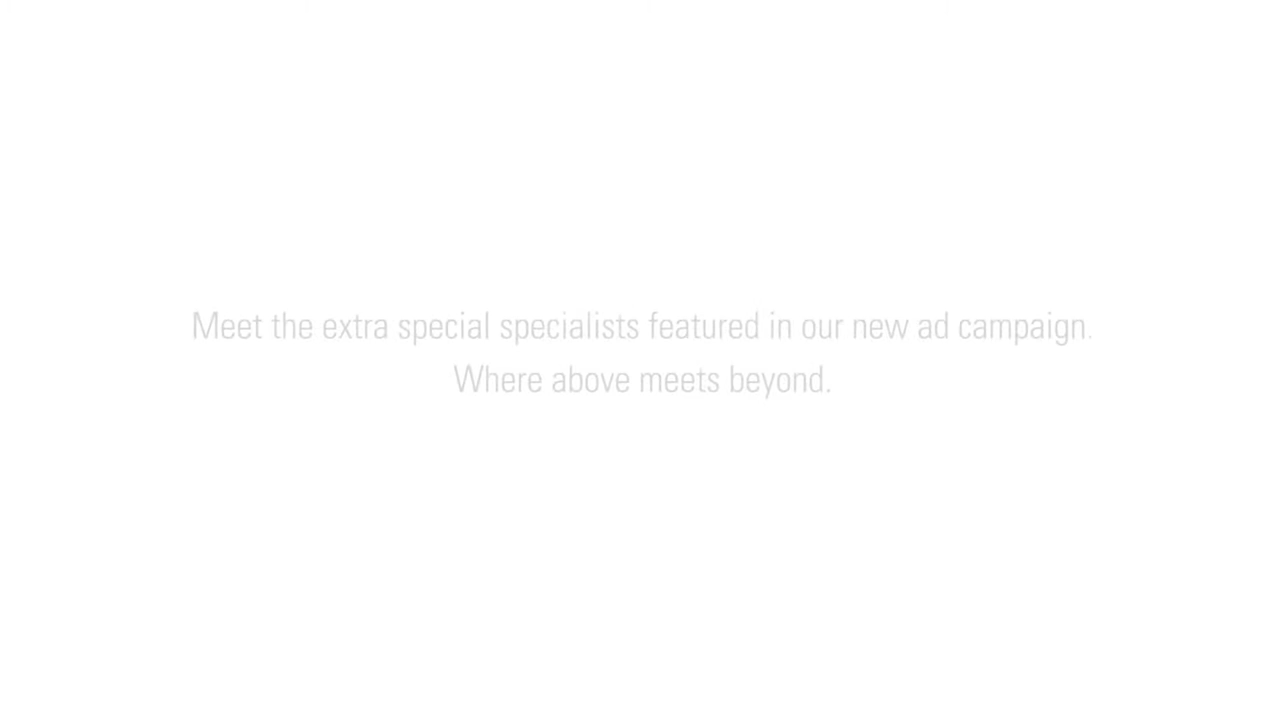 Meet the extra special specialists featured in our new ad campaign.
Where above meets beyond.